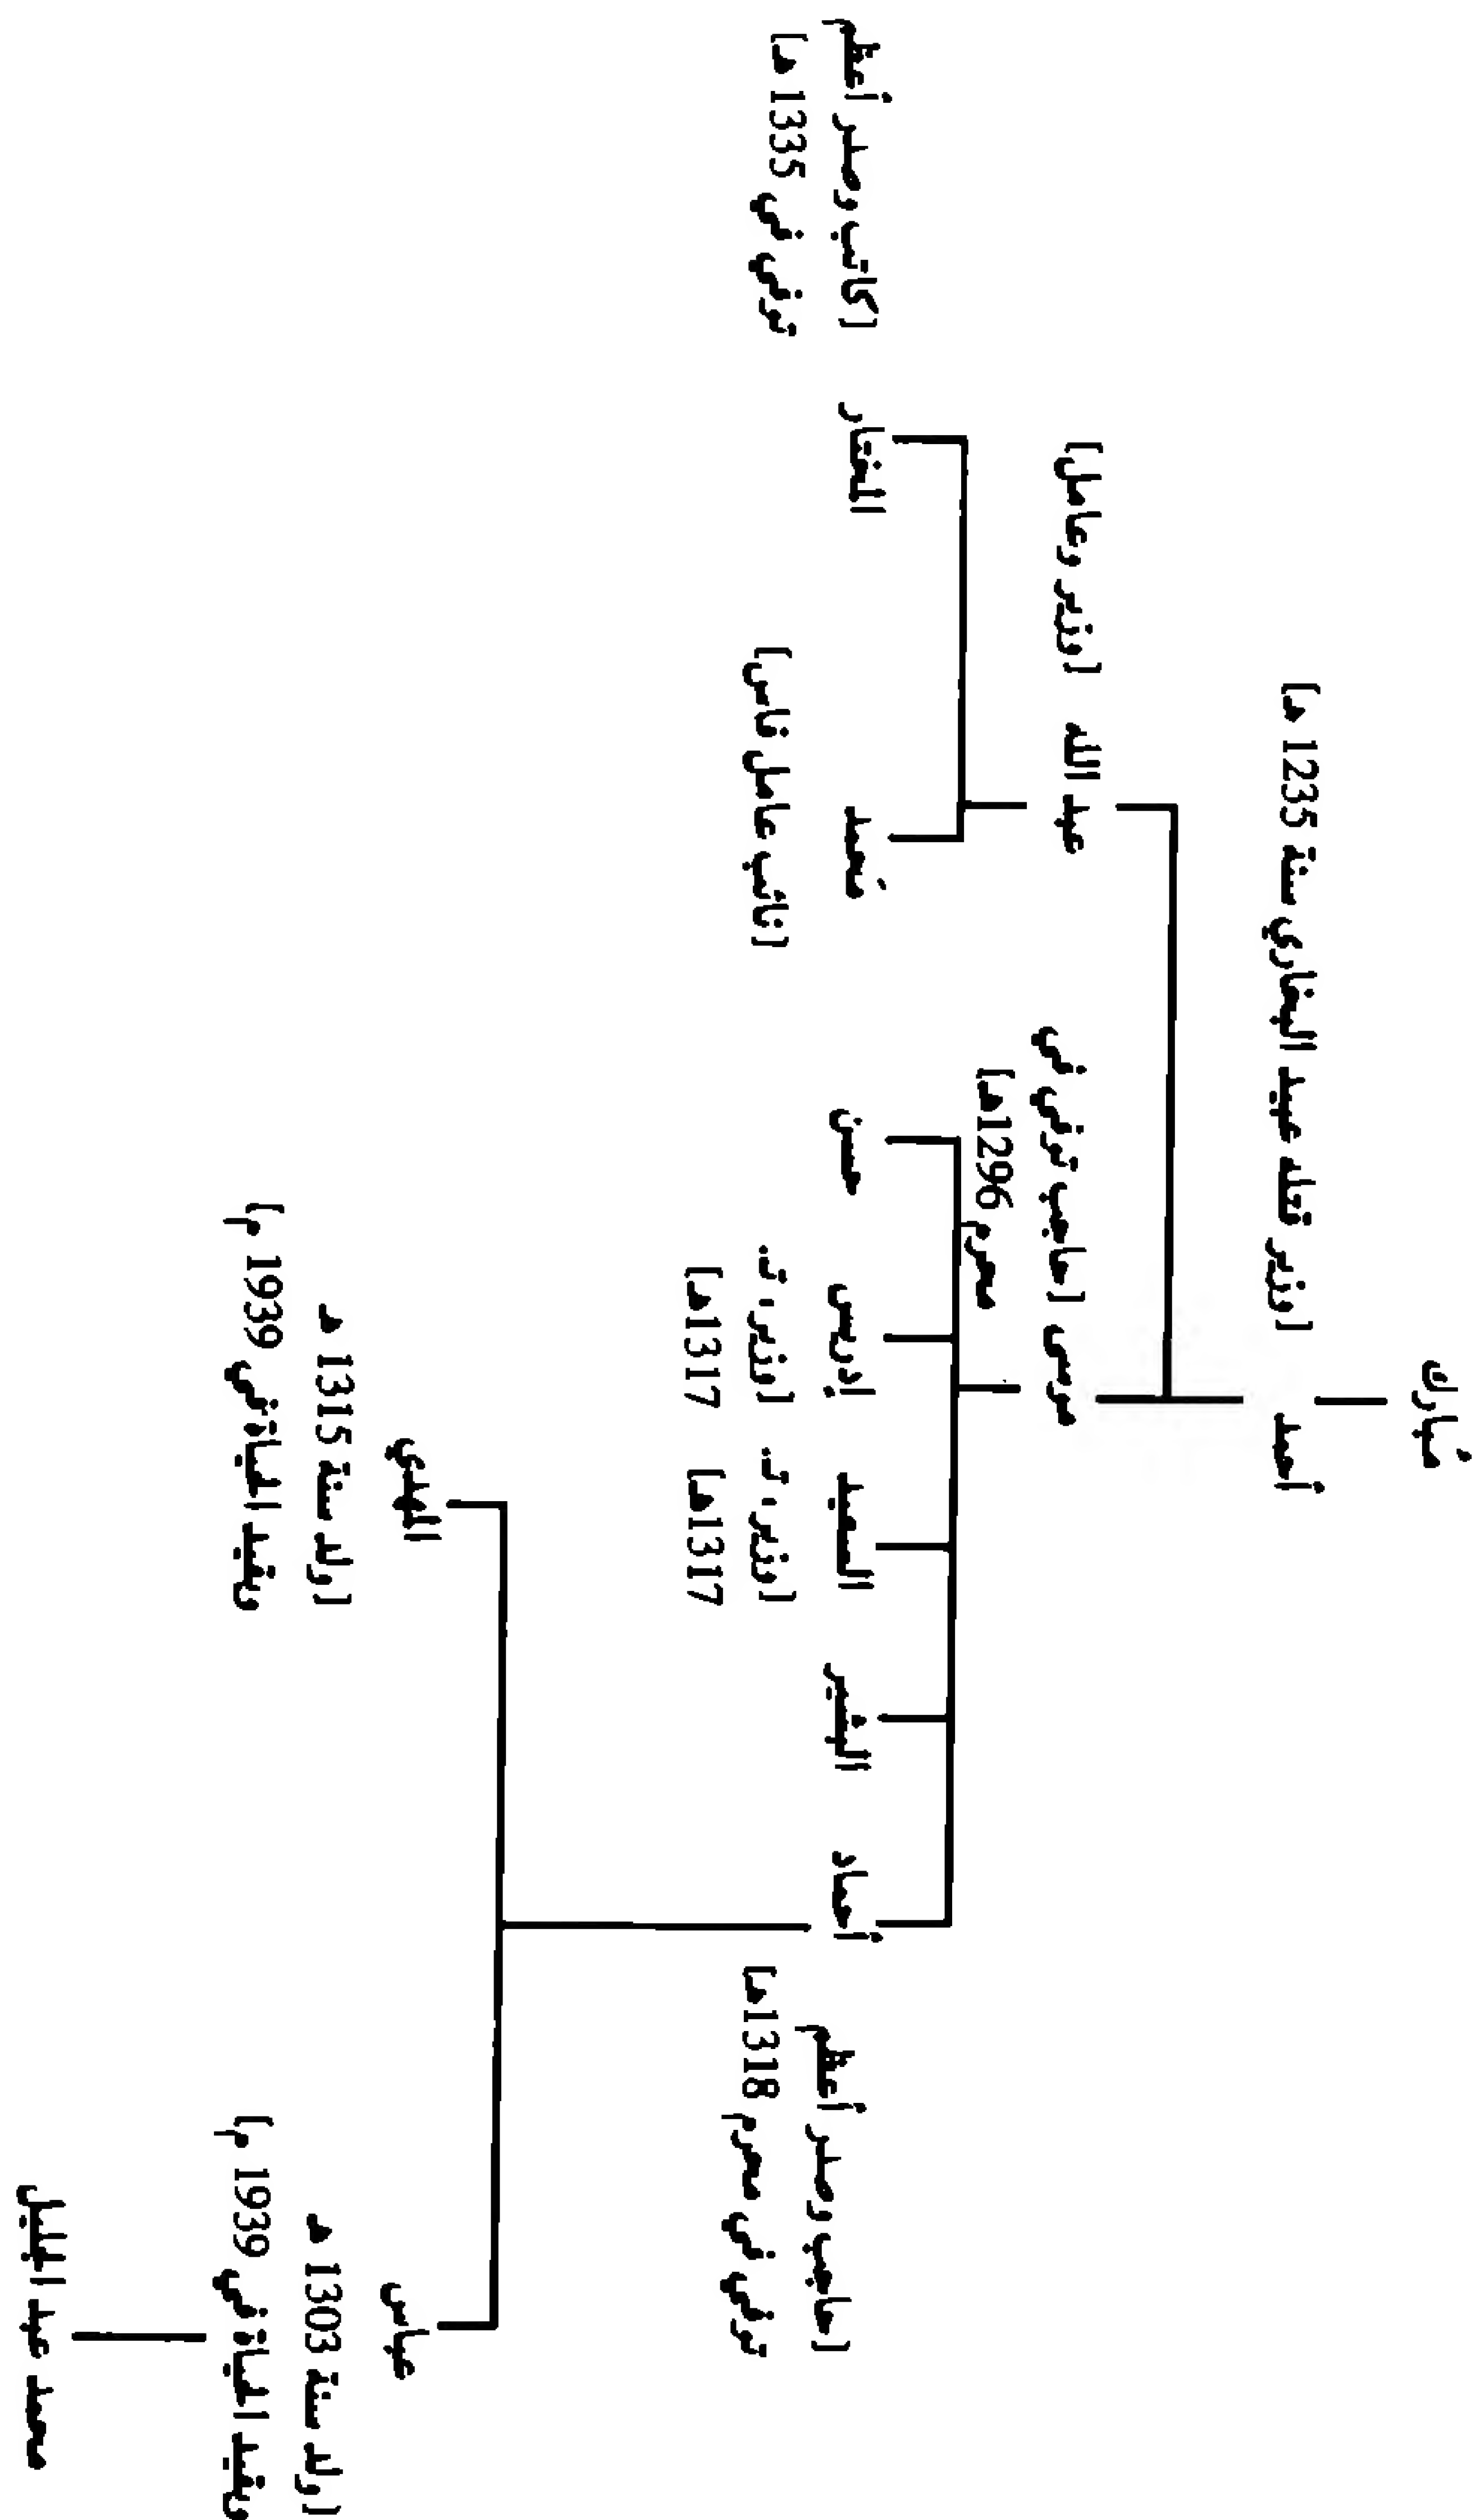 مُبارك
أحمد
[وزير قتله عبيد البخاري سنة 1235 هـ]
موسى
[حاجب توفي في
محرم 1296هـ]
عبد الله
[وزير وعامل]
أحماد
[حاجب وصدر أعظم
توفي في محرم 1318هـ]
البشير
السعيد
[وزير، ت.
1317هـ]
إدريس
[وزير، ت.
1317هـ]
حسن
مُحمد
[نائب عامل فاس]
المختار
[كاتب وصدر أعظم
توفي في 1335 هـ]
عباس
[ولد سنة 1303 هـ
وبقيد الحياة في 1939 م]
المهدي
[ولد سنة 1315 هـ
وبقيد الحياة في 1939 م]
محمد عبد الجليل